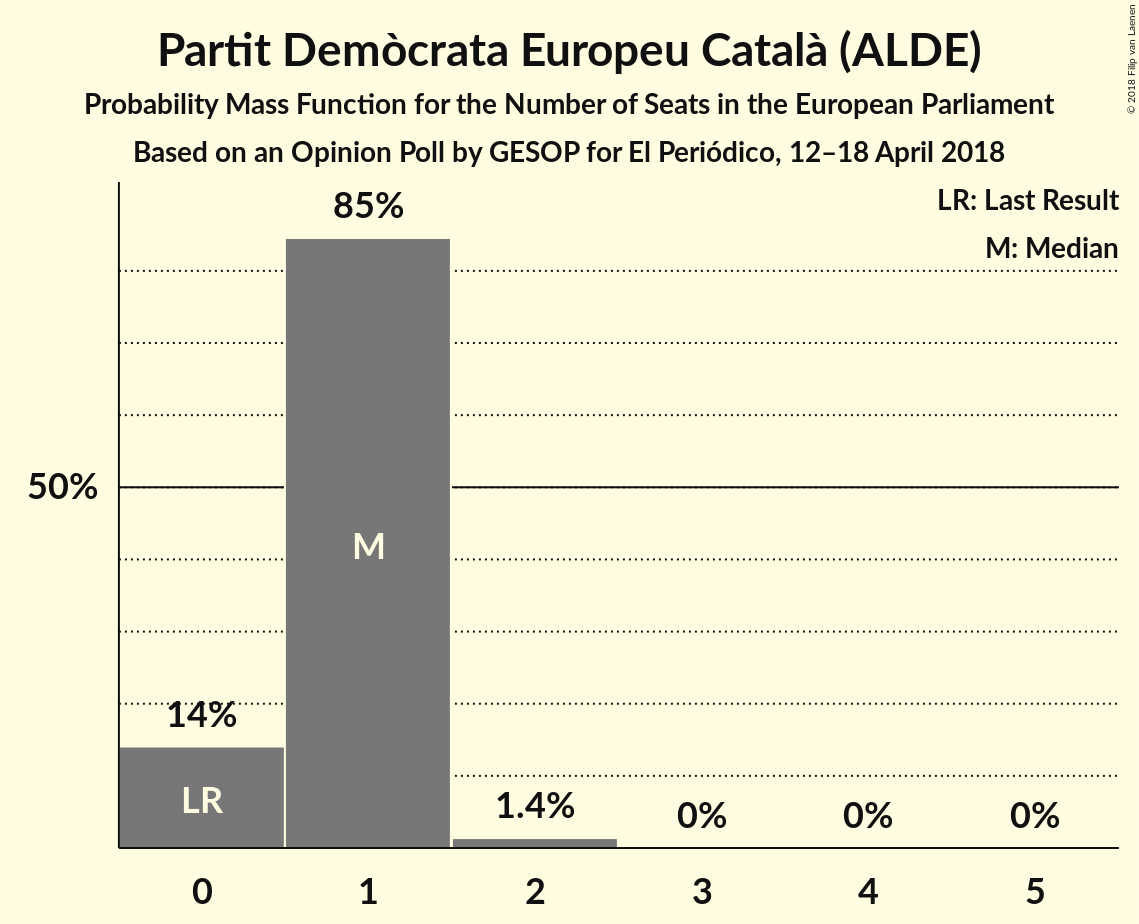 Partit Demòcrata Europeu Català (ALDE)
Probability Mass Function for the Number of Seats in the European Parliament
Based on an Opinion Poll by GESOP for El Periódico, 12–18 April 2018
© 2018 Filip van Laenen
LR: Last Result
M: Median
85%
50%
M
14%
LR
1.4%
0%
0%
0%
0
1
2
3
4
5